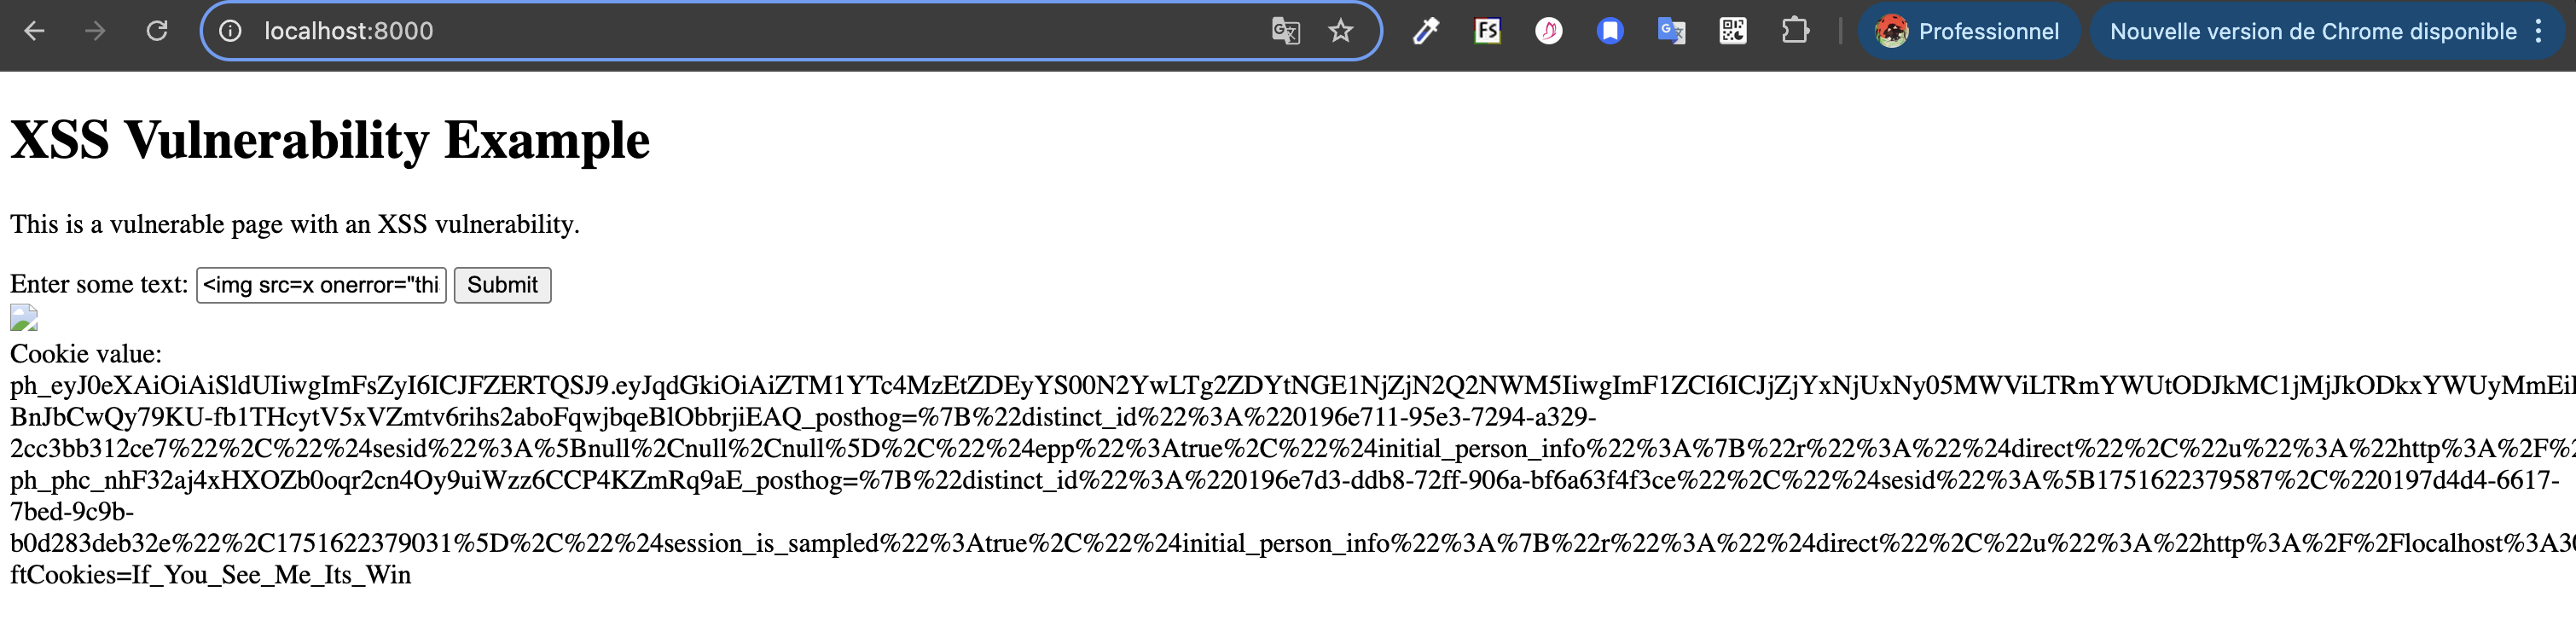 localhost:8000
Professionnel
Nouvelle version de Chrome disponible
XSS Vulnerability Example
This is a vulnerable page with an XSS vulnerability.
Enter some text: <img src=x onerror="thi Submit
Cookie value:
ph_eyJ0eXAiOiAiSldUIiwgImFsZyI6ICJFZERTQSJ9.eyJqdGkiOiAiZTM1YTc4MzEtZDEyYS00N2YwLTg2ZDYtNGE1NjZjN2Q2NWM5IiwgImF1ZCI6ICJjZjYxNjUxNy05MWViLTRmYWUtODJkMC1jMjJkODkxYWUyMmEi
BnJbCwQy79KU-fb1THcytV5xVZmtv6rihs2aboFqwjbqeBlObbrjiEAQ_posthog=%7B%22distinct_id%22%3A%220196e711-95e3-7294-a329-
2cc3bb312ce7%22%2C%22%24sesid%22%3A%5Bnull%2Cnull%2Cnull%5D%2C%22%24epp%22%3Atrue%2C%22%24initial_person_info%22%3A%7B%22r%22%3A%22%24direct%22%2C%22u%22%3A%22http%3A%2F%2
ph_phc_nhF32aj4xHXOZb0oqr2cn4Oy9uiWzz6CCP4KZmRq9aE_posthog=%7B%22distinct_id%22%3A%220196e7d3-ddb8-72ff-906a-bf6a63f4f3ce%22%2C%22%24sesid%22%3A%5B1751622379587%2C%220197d4d4-6617-
7bed-9c9b-
b0d283deb32e%22%2C1751622379031%5D%2C%22%24session_is_sampled%22%3Atrue%2C%22%24initial_person_info%22%3A%7B%22r%22%3A%22%24direct%22%2C%22u%22%3A%22http%3A%2F%2Flocalhost%3A30
ftCookies=If_You_See_Me_Its_Win